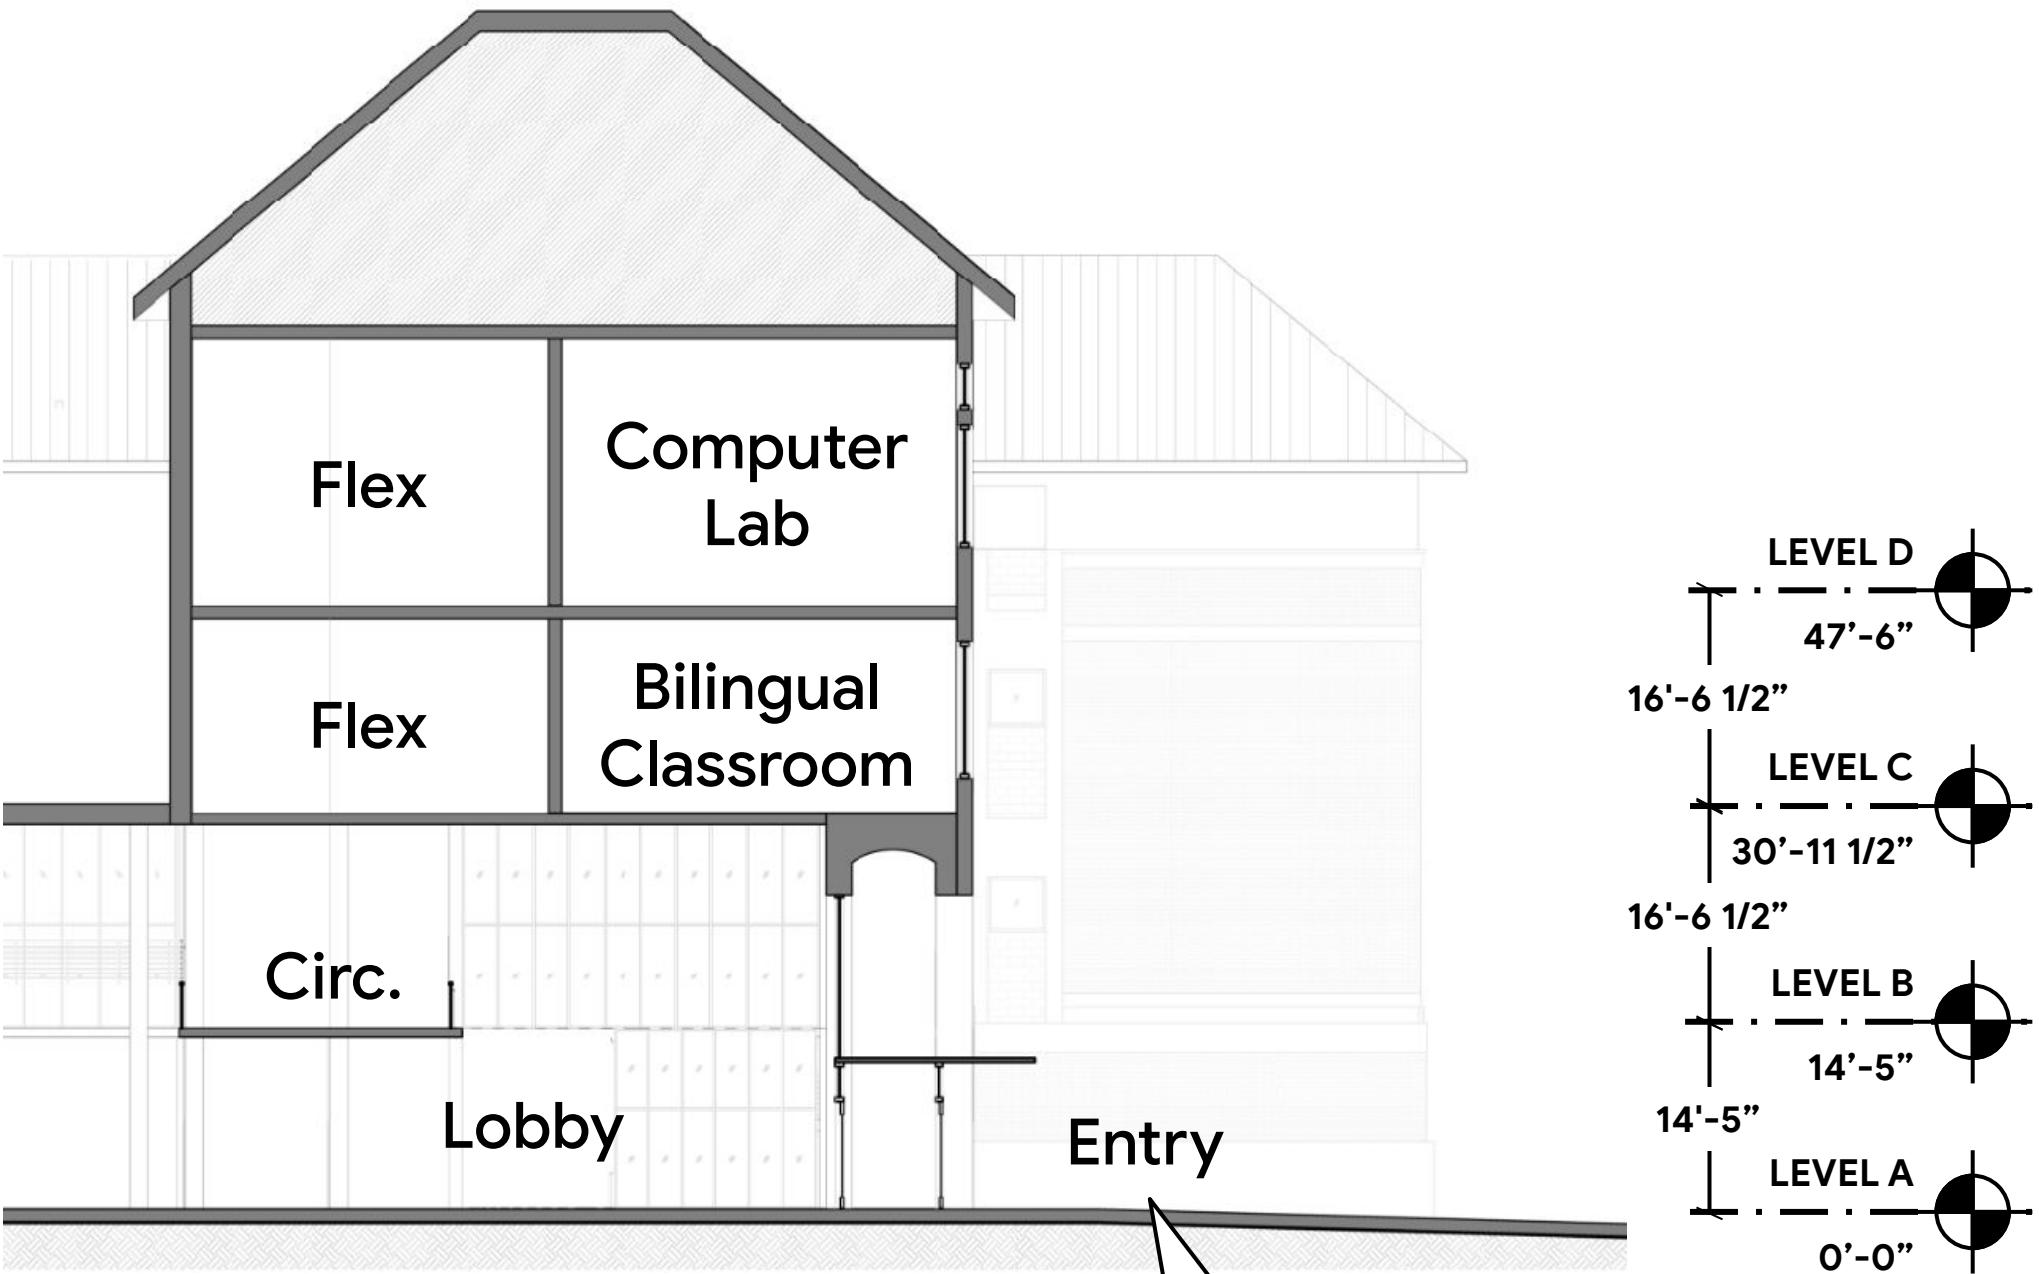 Flex
Computer
Lab
Flex
Bilingual
Classroom
Circ.
Lobby
Entry
LEVEL D
47’-6”
16'-6 1/2”
LEVEL C
30’-11 1/2”
16'-6 1/2”
LEVEL B
14’-5”
14'-5”
LEVEL A
0’-0”